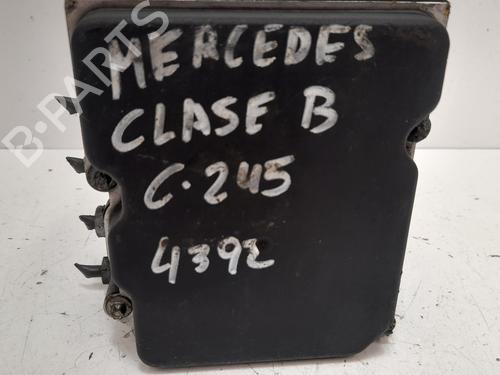 B-PARTS
MERCEDES
CLASE B
C.245
4392